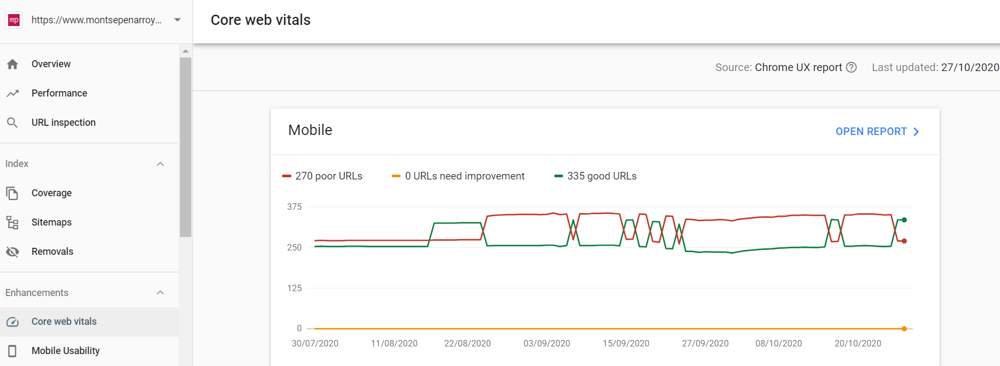 mp
https://www.montsepenarroy...
Core web vitals
Overview
Performance
URL inspection
Index
Coverage
Sitemaps
Removals
Enhancements
Core web vitals
Mobile Usability
Source: Chrome UX report ? Last updated: 27/10/2020
Mobile
OPEN REPORT
270 poor URLs 0 URLs need improvement 335 good URLs
375
250
125
0
30/07/2020 11/08/2020 22/08/2020 03/09/2020 15/09/2020 27/09/2020 08/10/2020 20/10/2020